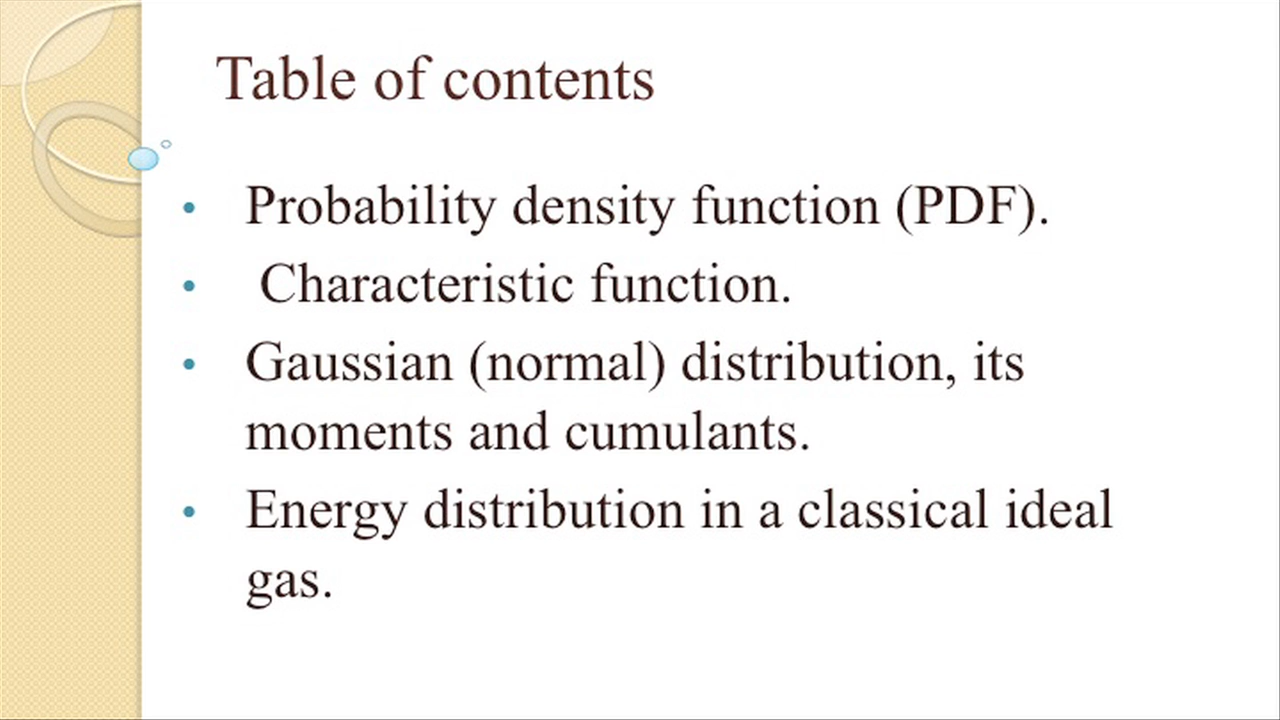 Table of contents
• Probability density function (PDF).
• Characteristic function.
• Gaussian (normal) distribution, its
moments and cumulants.
• Energy distribution in a classical ideal
gas.